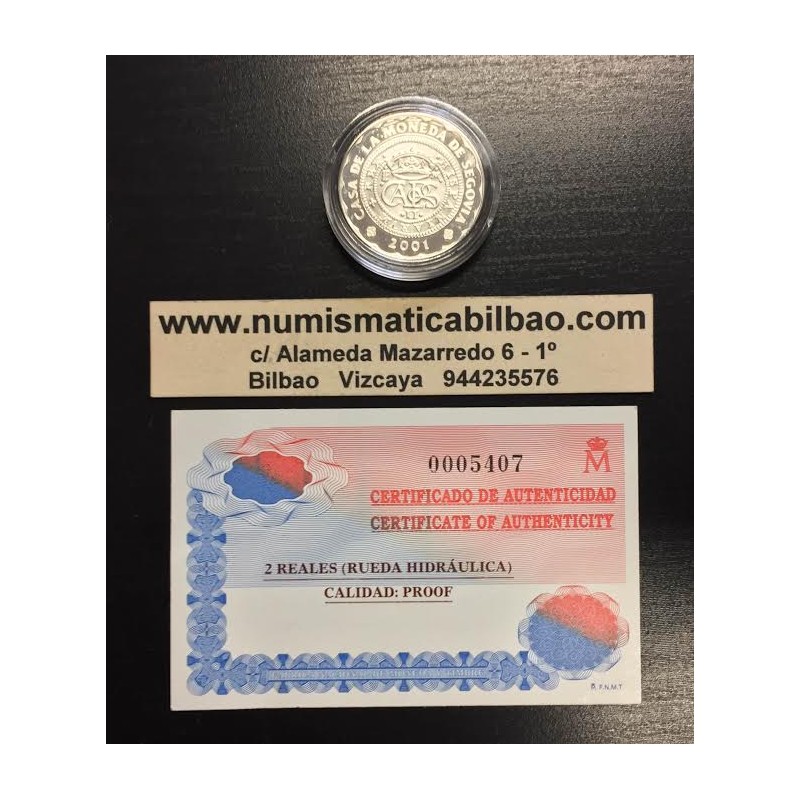 CASA DE LA MONEDA DE SEGOVIA
2001
www.numismaticabilbao.com
c/ Alameda Mazarredo 6 - 1º
Bilbao Vizcaya 944235576
0005407
M
CERTIFICADO DE AUTENTICIDAD
CERTIFICATE OF AUTHENTICITY
2 REALES (RUEDA HIDRÁULICA)
CALIDAD: PROOF
F.N.M.T